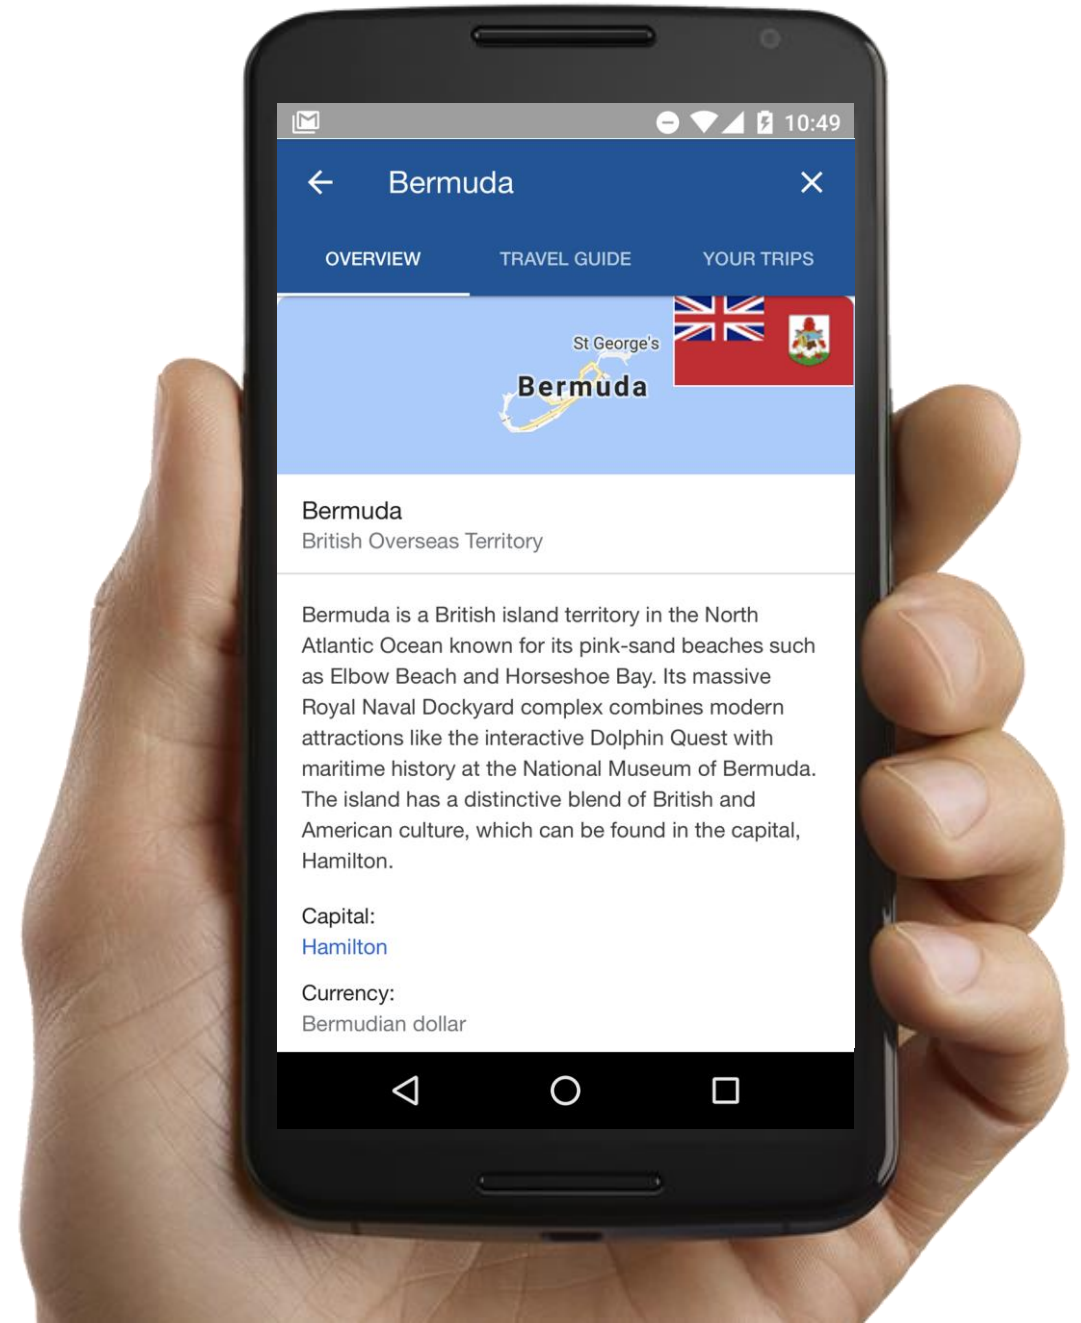 10:49
Bermuda
OVERVIEW TRAVEL GUIDE YOUR TRIPS
St George's
Bermuda
Bermuda
British Overseas Territory
Bermuda is a British island territory in the North
Atlantic Ocean known for its pink-sand beaches such
as Elbow Beach and Horseshoe Bay. Its massive
Royal Naval Dockyard complex combines modern
attractions like the interactive Dolphin Quest with
maritime history at the National Museum of Bermuda.
The island has a distinctive blend of British and
American culture, which can be found in the capital,
Hamilton.
Capital:
Hamilton
Currency:
Bermudian dollar